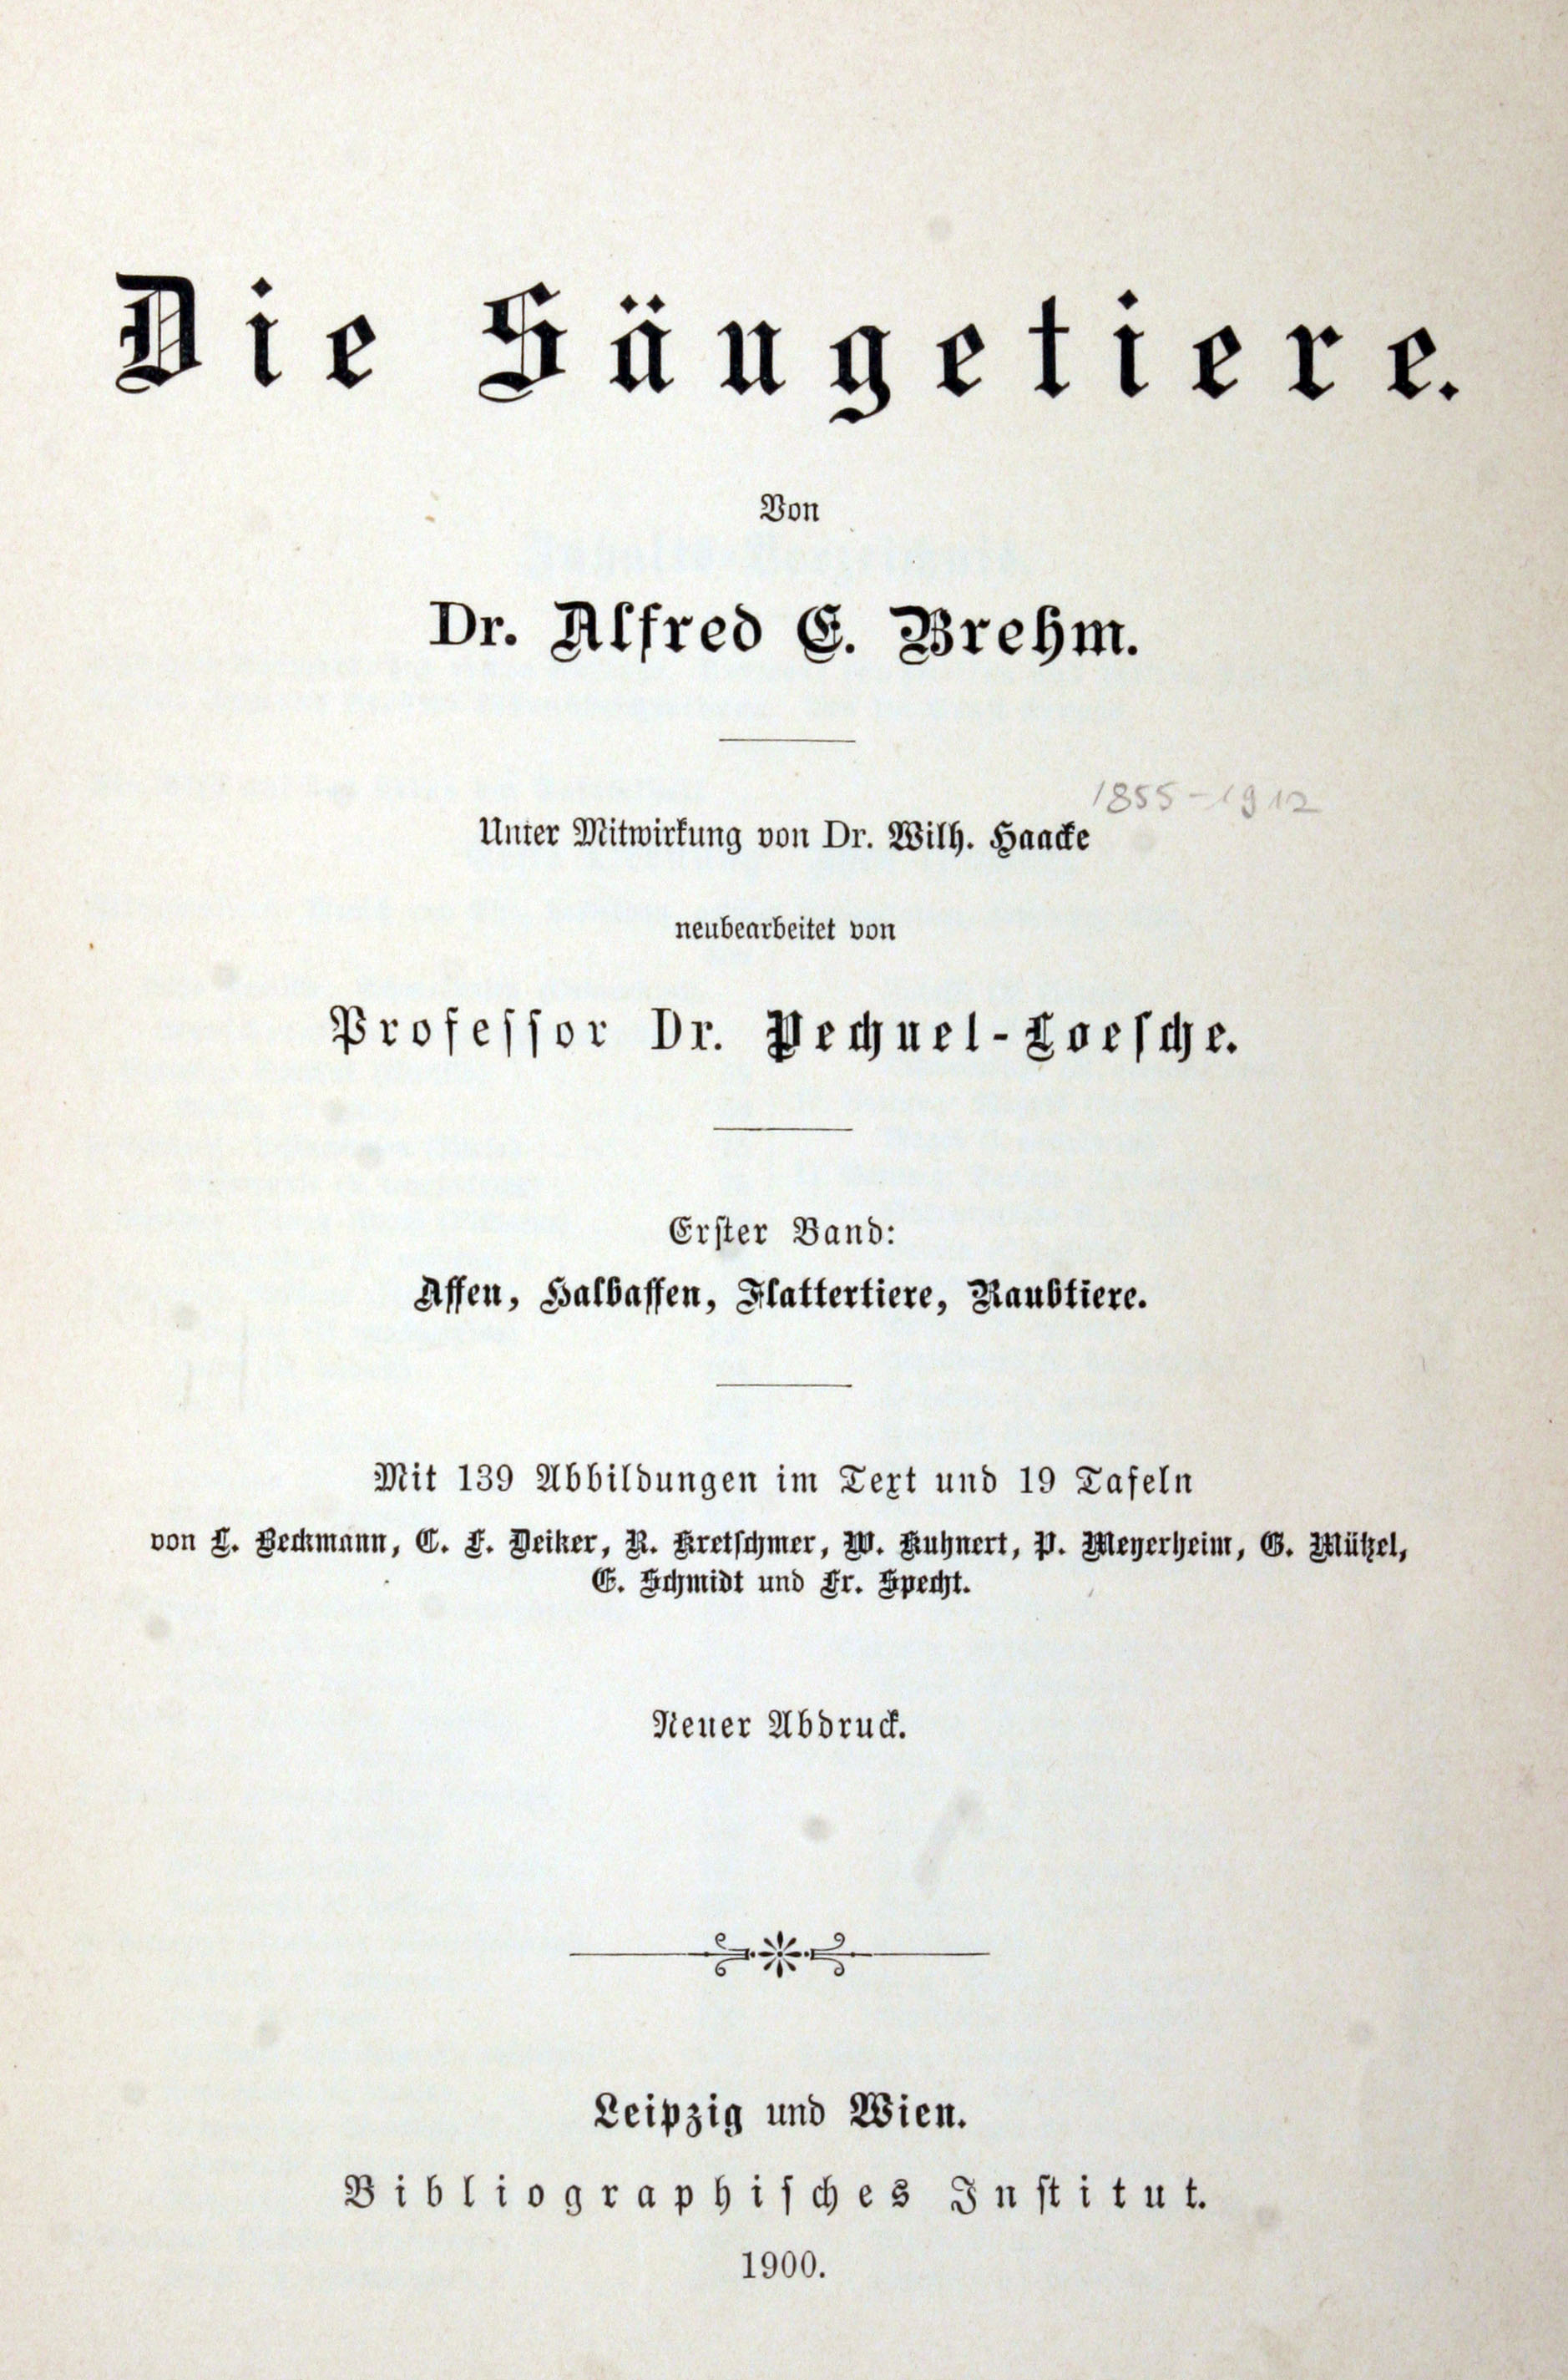 Die Säugetiere.
Von
Dr. Alfred E. Brehm.
1855-1912
Unter Mitwirkung von Dr. Wilh. Haacke
neubearbeitet von
Professor Dr. Pechuel-Loesche.
Erster Band:
Affen, Halbaffen, Flattertiere, Raubtiere.
Mit 139 Abbildungen im Text und 19 Tafeln
von L. Beckmann, C. F. Deiker, R. Kretschmer, W. Kuhnert, P. Meyerheim, G. Mützel,
E. Schmidt und Fr. Specht.
Neuer Abdruck.
Leipzig und Wien.
Bibliographisches Institut.
1900.